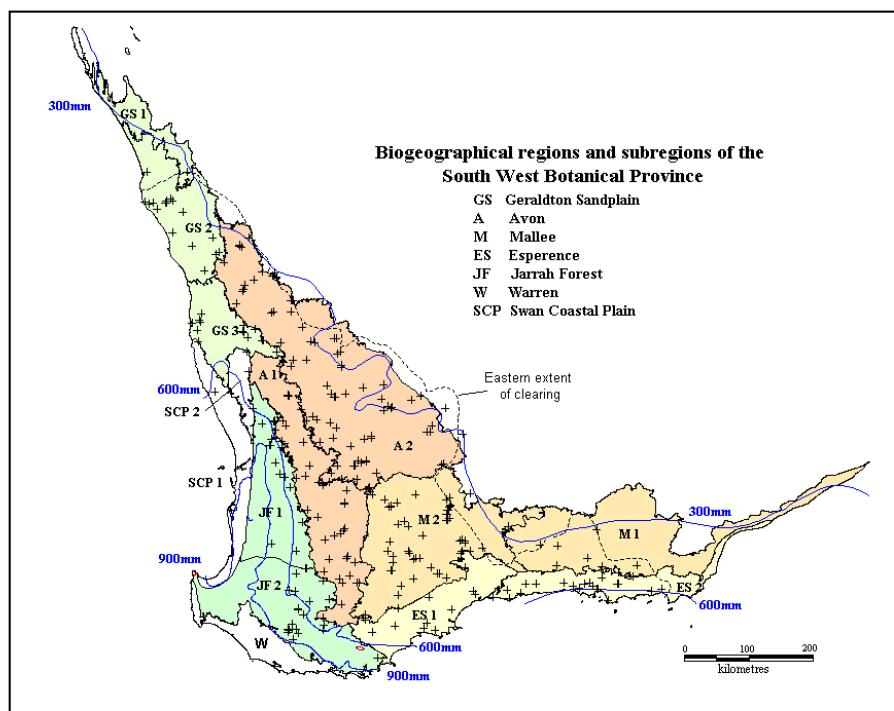 Biogeographical regions and subregions of the
South West Botanical Province
GS Geraldton Sandplain
A Avon
M Mallee
ES Esperence
JF Jarrah Forest
W Warren
SCP Swan Coastal Plain
300mm
GS 1
GS 2
GS 3
A 1
600mm
SCP 2
Eastern extent
of clearing
A 2
SCP 1
JF 1
M 2
300mm
M 1
900mm
JF 2
ES 1
ES 2
600mm
W
600mm
900mm
0 100 200
kilometres